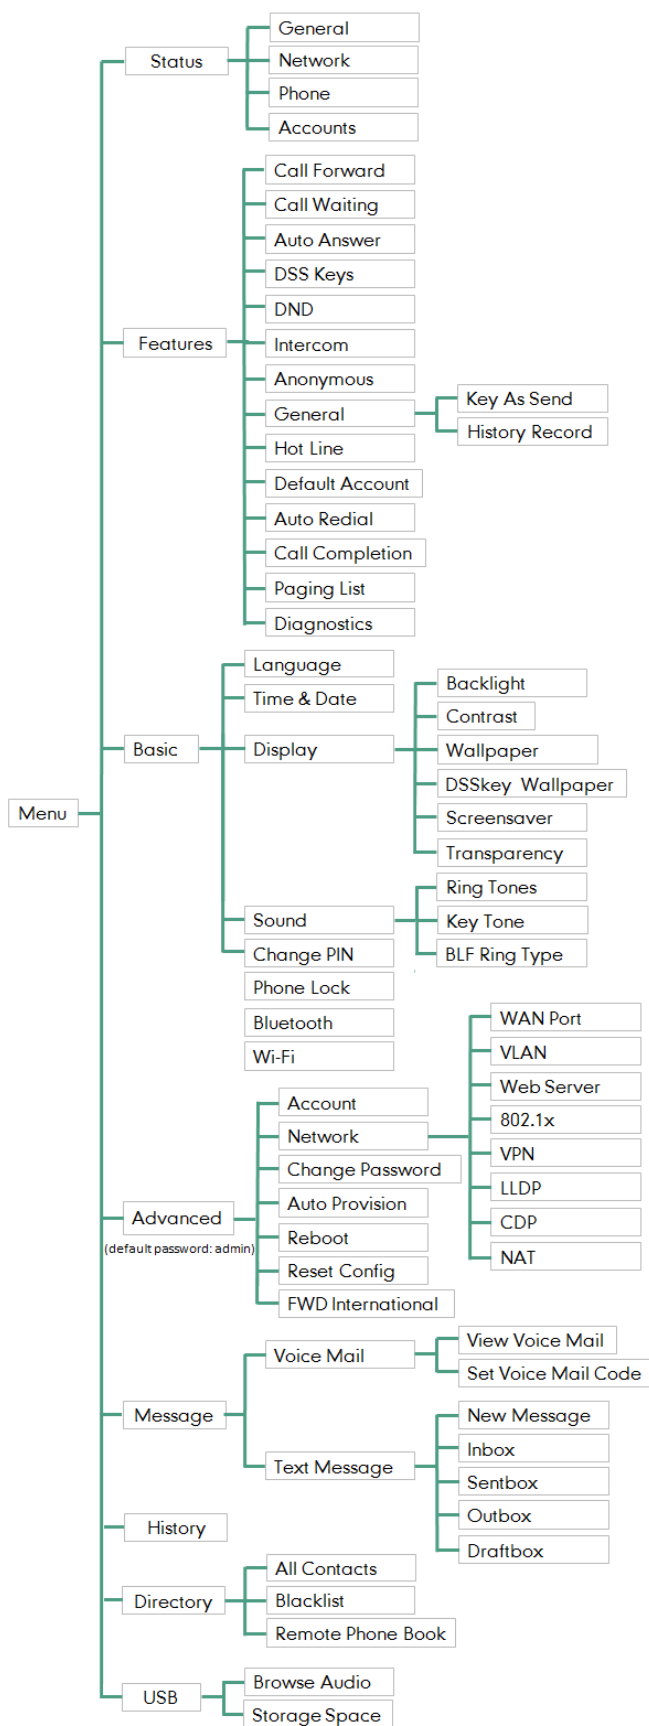 General
Status
Network
Phone
Accounts
Call Forward
Call Waiting
Auto Answer
DSS Keys
DND
Features
Intercom
Anonymous
Key As Send
General
History Record
Hot Line
Default Account
Auto Redial
Call Completion
Paging List
Diagnostics
Language
Backlight
Time & Date
Contrast
Basic
Display
Wallpaper
DSSkey Wallpaper
Menu
Screensaver
Transparency
Ring Tones
Sound
Key Tone
Change PIN
BLF Ring Type
Phone Lock
WAN Port
Bluetooth
VLAN
Wi-Fi
Web Server
Account
802.1x
Network
VPN
Change Password
LLDP
Auto Provision
Advanced
CDP
Reboot
(default password: admin)
NAT
Reset Config
FWD International
View Voice Mail
Voice Mail
Set Voice Mail Code
Message
New Message
Inbox
Text Message
Sentbox
Outbox
History
Draftbox
All Contacts
Directory
Blacklist
Remote Phone Book
Browse Audio
USB
Storage Space